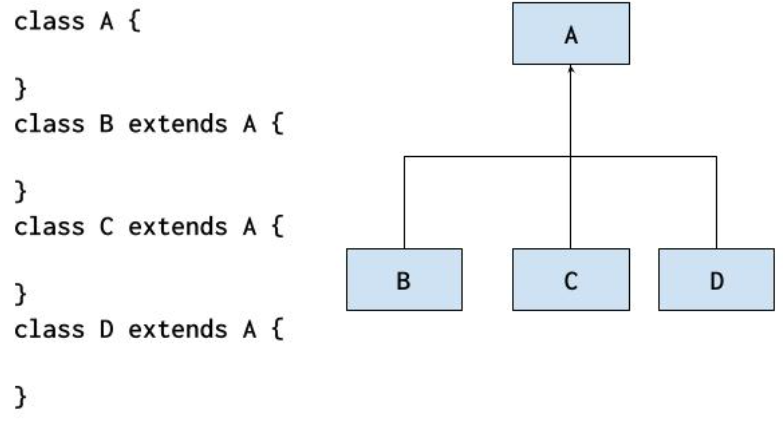 class A {
}
class B extends A {
}
class C extends A {
}
class D extends A {
}
A
B
C
D